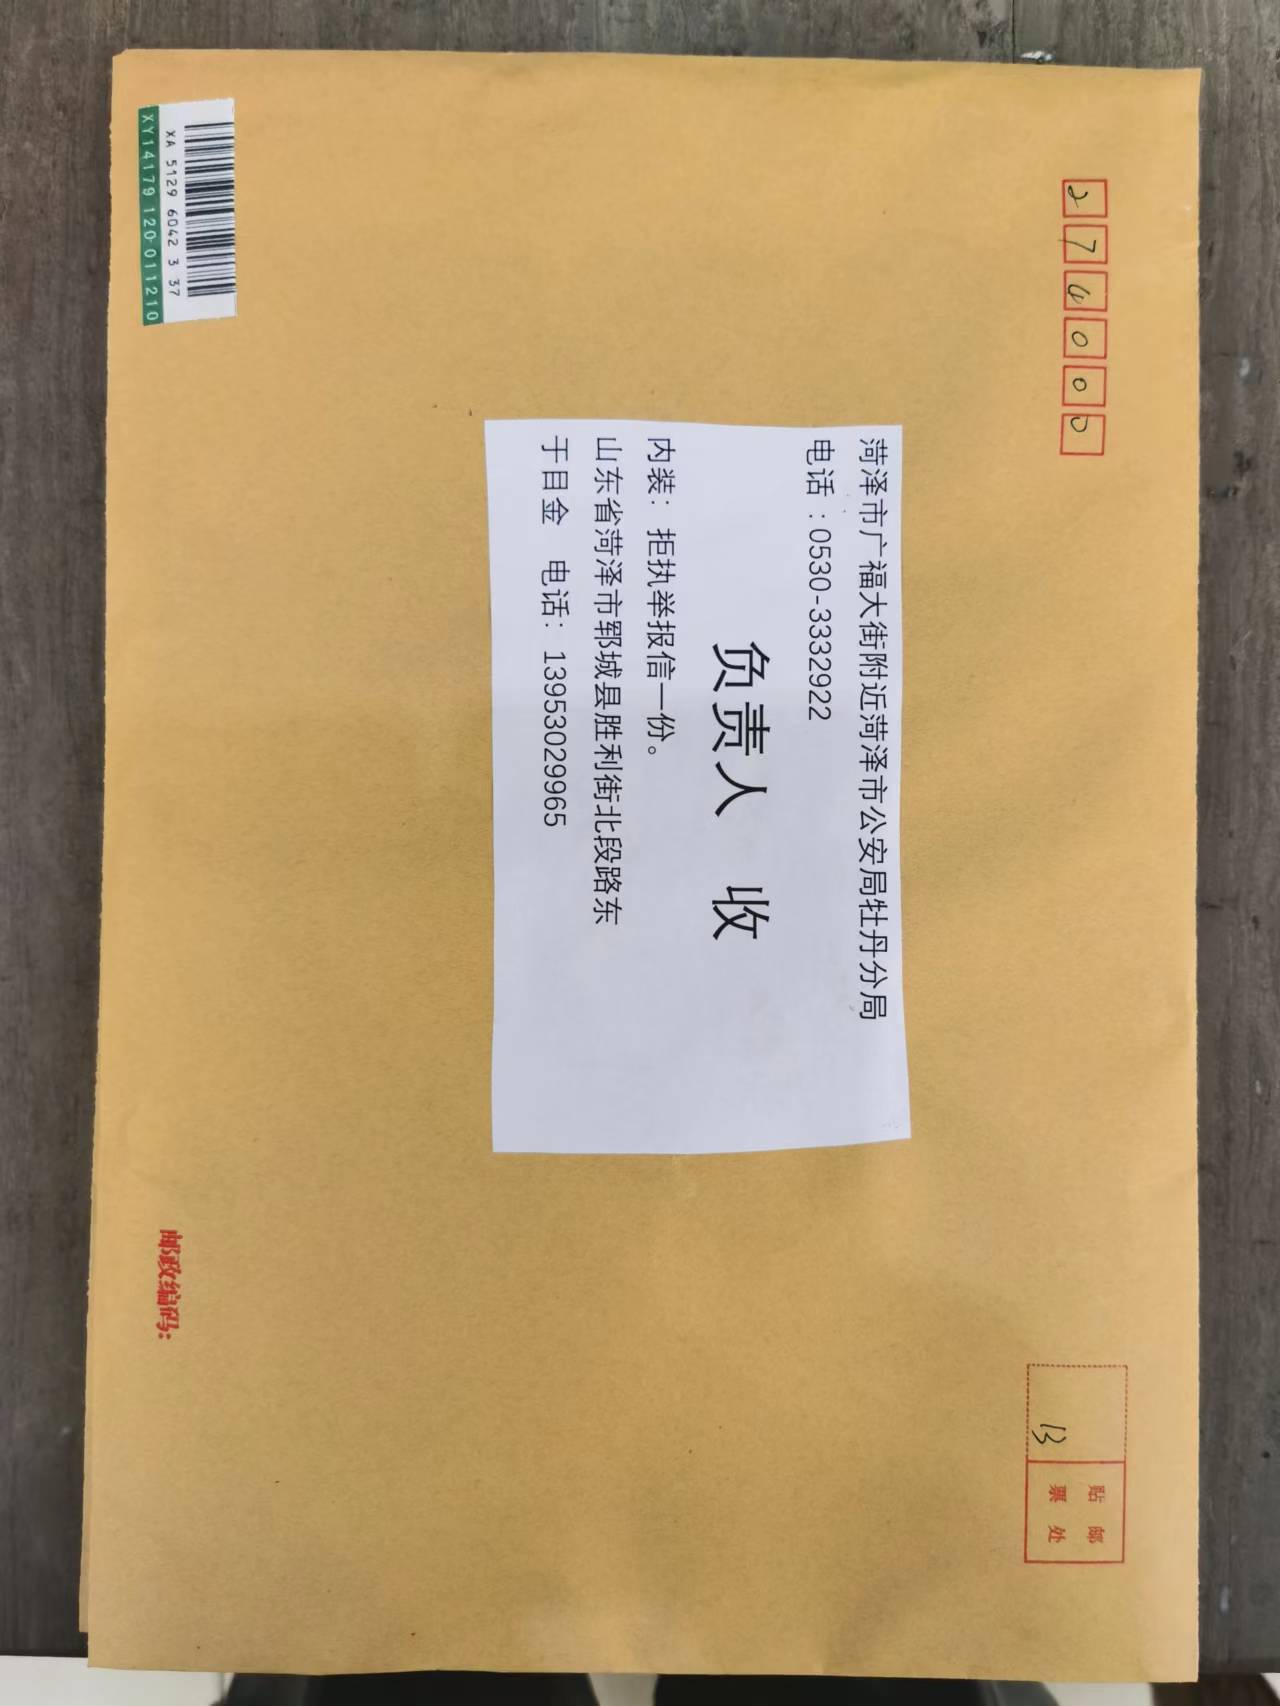 274000
菏泽市广福大街附近菏泽市公安局牡丹分局
电话：0530-3332922
负责人 收
内装：拒执举报信一份。
山东省菏泽市郓城县胜利街北段路东
于目金 电话：13953029965
13
贴邮
票处
XA 5129 6042 3 37
XY14179 120-011210
邮政编码：